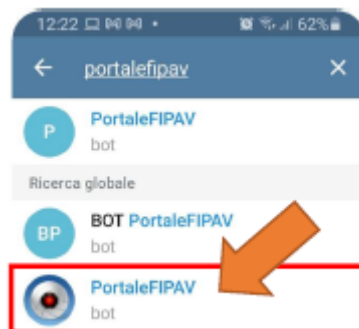 12:22 62%
portalefipav
P PortaleFIPAV
bot
Ricerca globale
BP BOT PortaleFIPAV
bot
PortaleFIPAV
bot